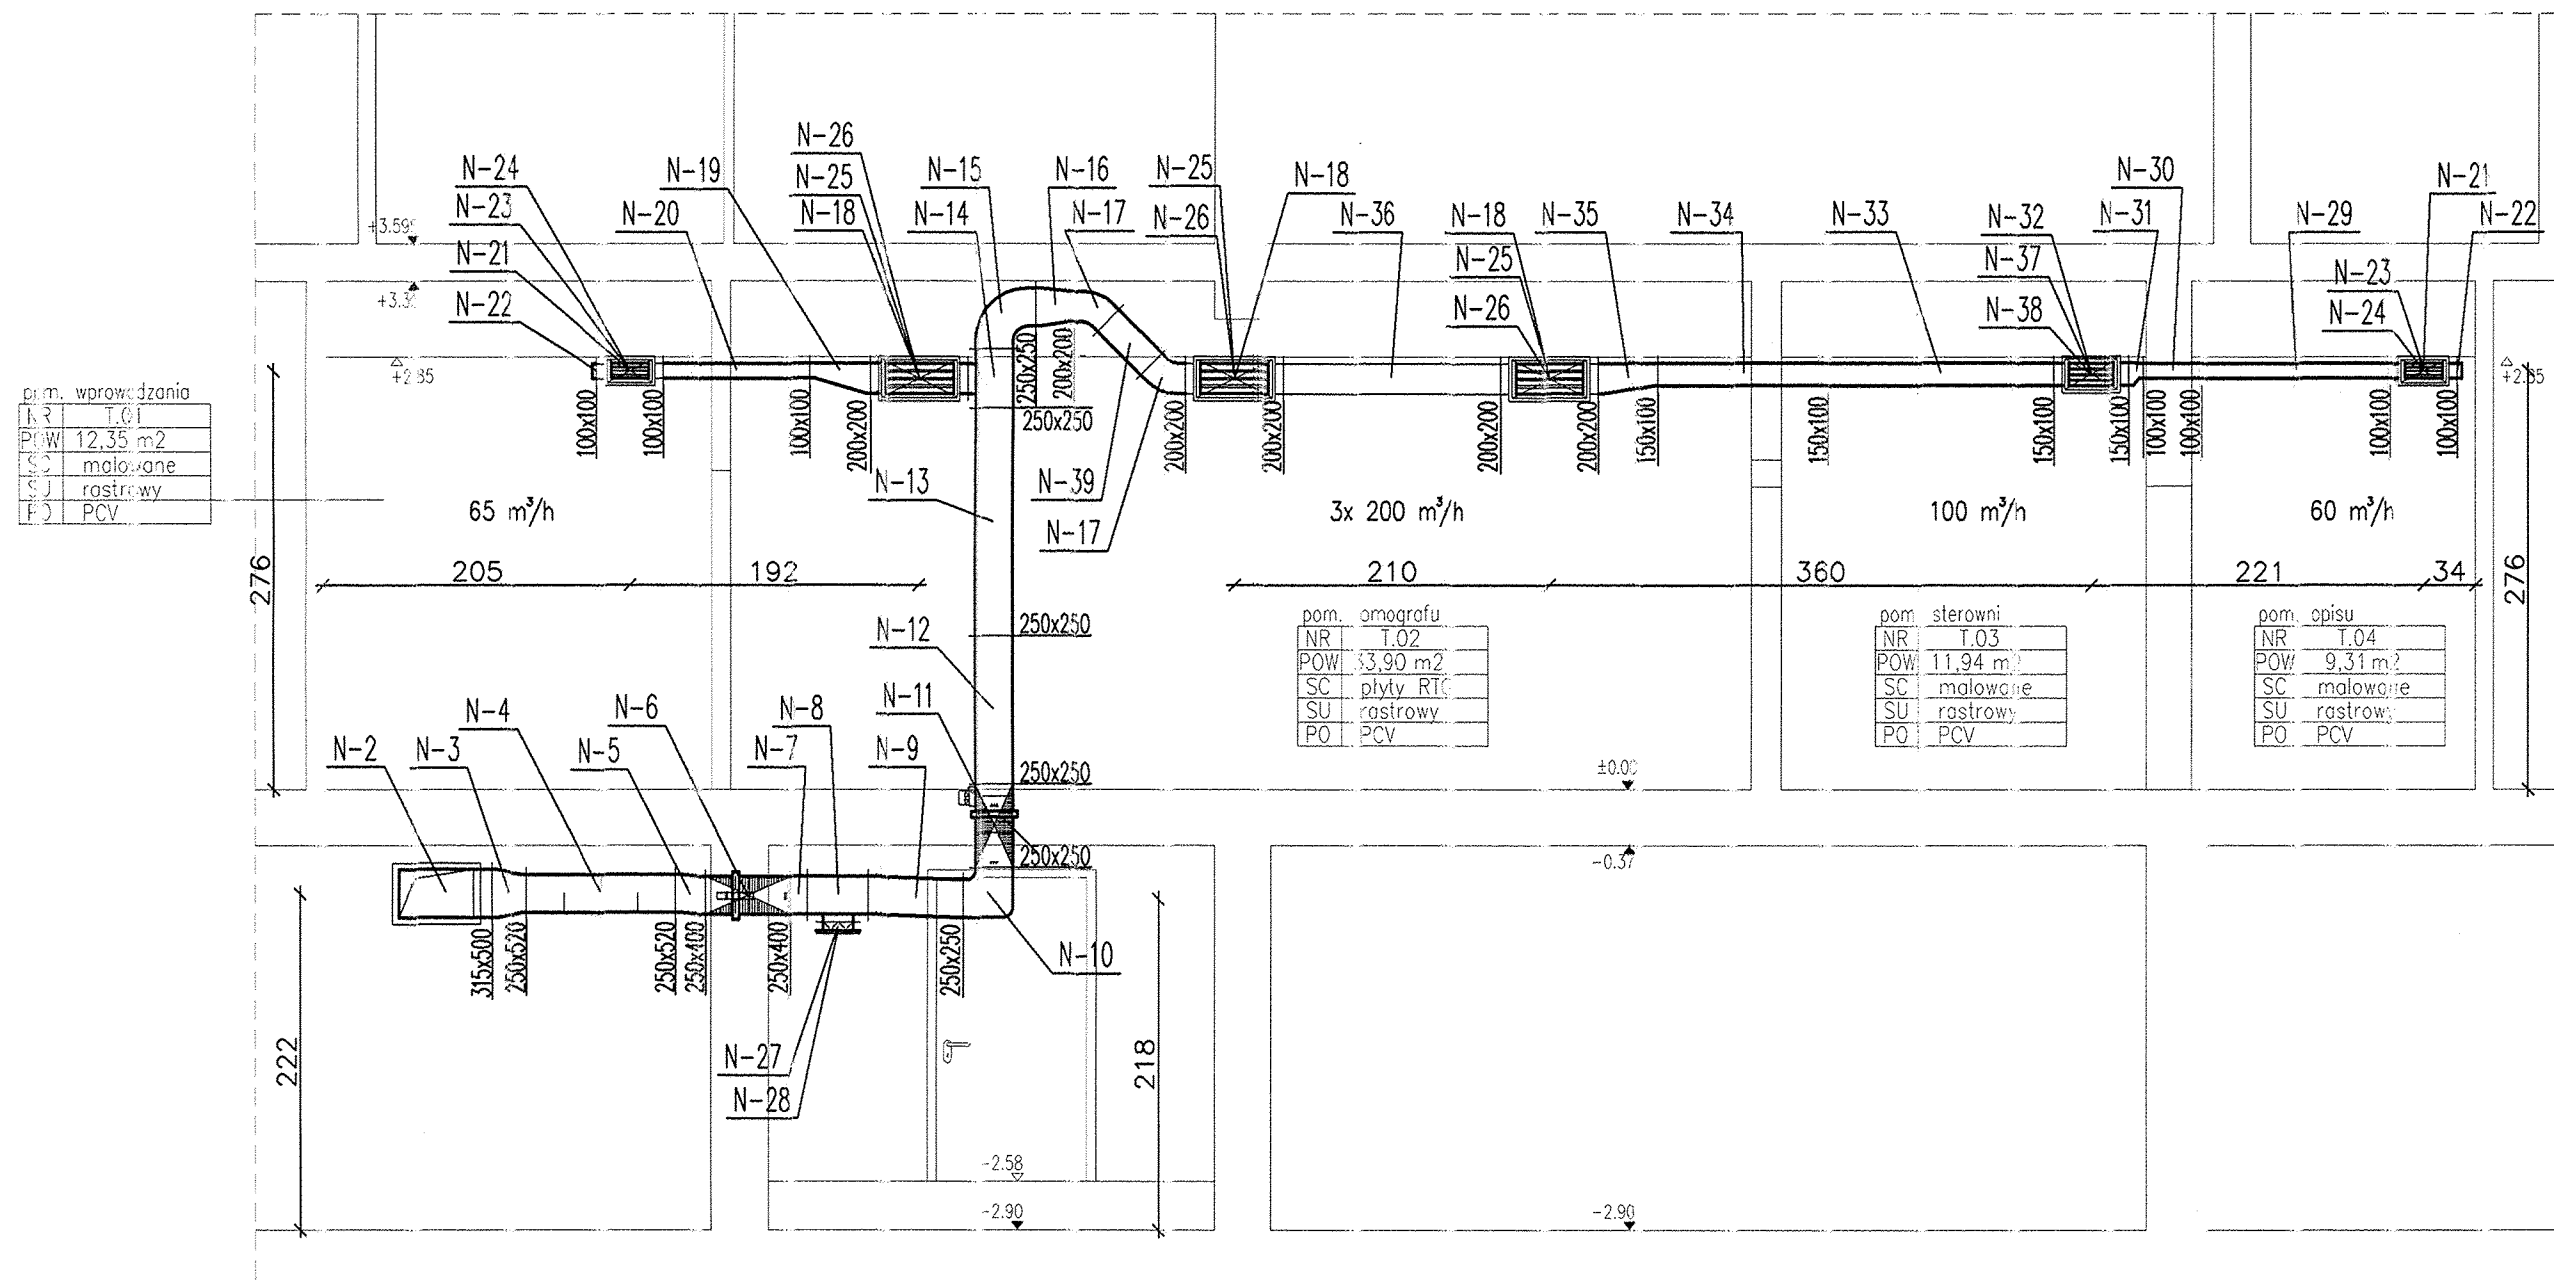 N-26
N-24
N-19
N-25
N-15
N-16
N-25
N-18
N-30
N-21
N-23
N-20
N-18
N-14
N-17
N-26
N-36
N-18
N-35
N-34
N-33
N-32
N-31
N-29
N-22
+3.59
N-21
N-25
N-37
N-23
+3.3
N-22
N-26
N-38
N-24
+2.85
+2.85
100x100
100x100
100x100
200x200
250x250
200x200
250x250
200x200
200x200
200x200
200x200
150x100
150x100
150x100
150x100
100x100
100x100
100x100
100x100
pom. wprowadzania
NR T.01
POW 12,35 m2
SC malowane
SU rastrowy
PO PCV
N-13
N-39
N-17
65 m³/h
3x 200 m³/h
100 m³/h
60 m³/h
276
205
192
210
360
221
34
276
250x250
N-12
pom. omografu
NR T.02
POW 33,90 m2
SC płyty RTG
SU rastrowy
PO PCV
pom sterowni
NR T.03
POW 11,94 m2
SC malowane
SU rastrowy
PO PCV
pom. opisu
NR T.04
POW 9,31 m2
SC malowane
SU rastrowy
PO PCV
N-11
N-4
N-6
N-8
N-2
N-3
N-5
N-7
N-9
250x250
±0.00
250x250
-0.37
315x500
250x520
250x520
250x400
250x400
250x250
N-10
222
N-27
N-28
218
-2.58
-2.90
-2.90